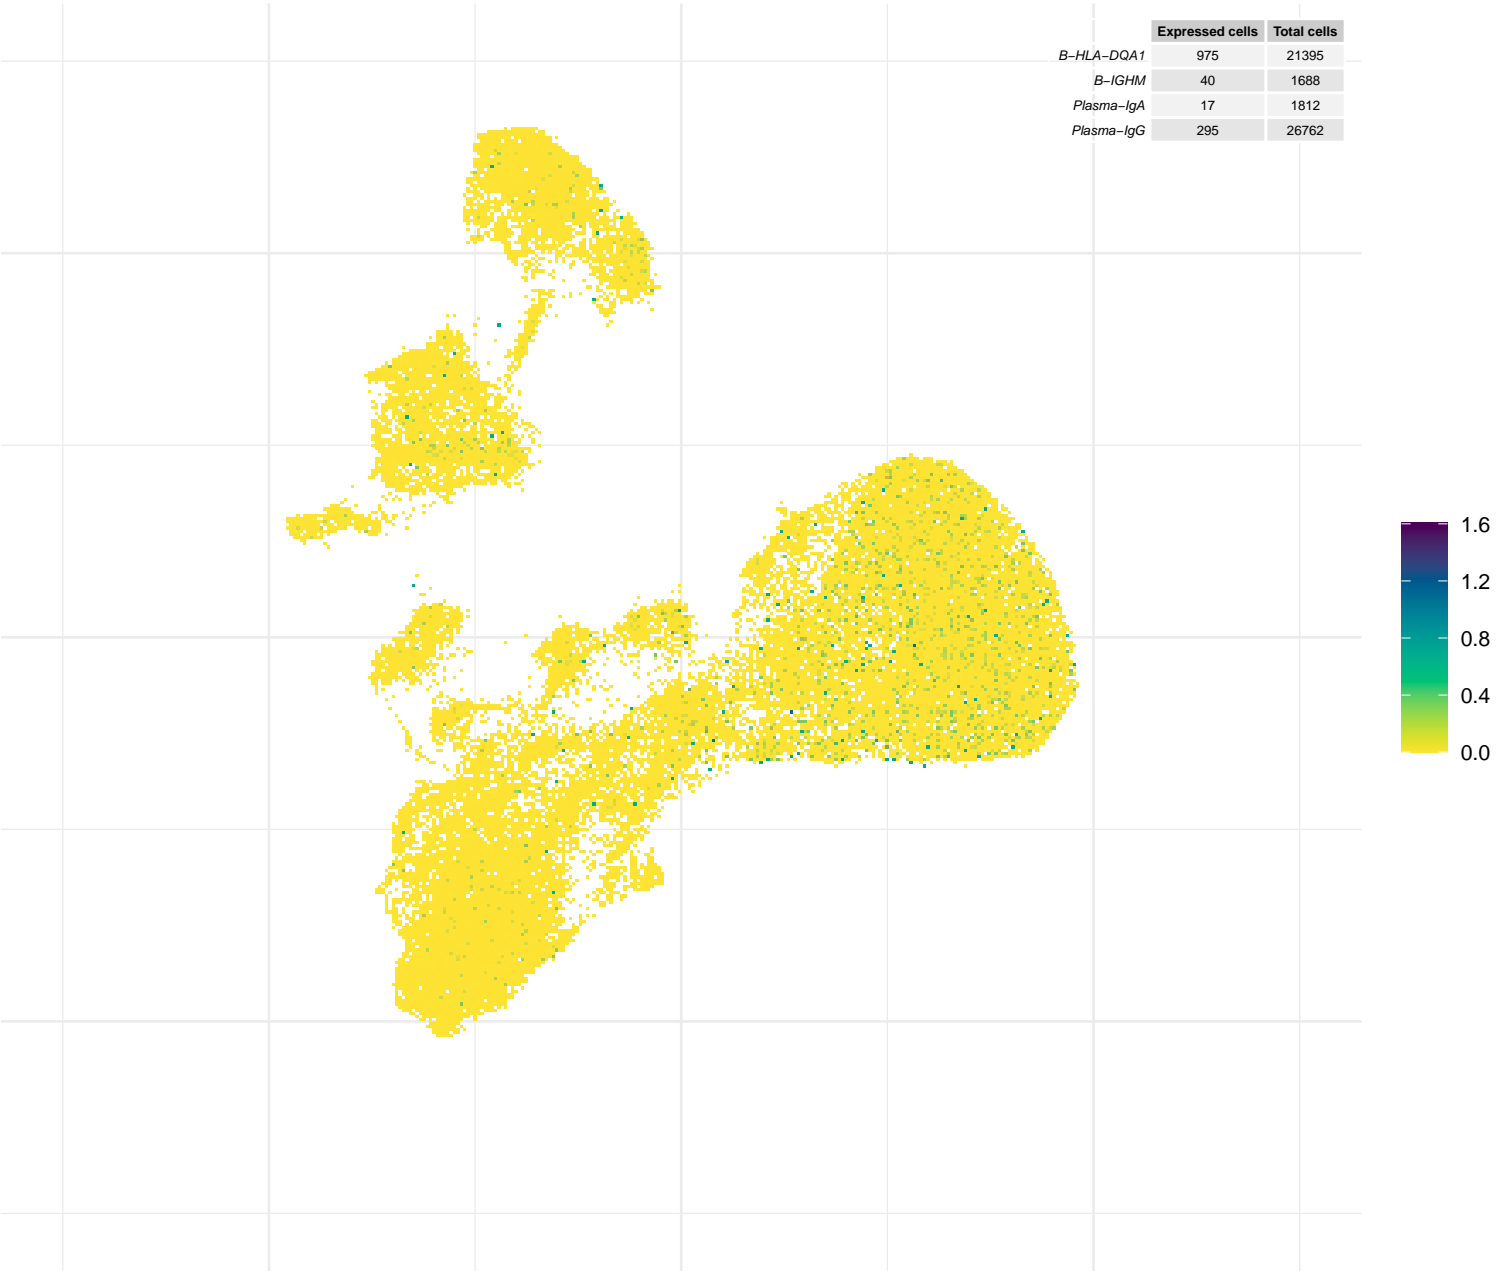 Expressed cells Total cells
B−HLA−DQA1 975 21395
B−IGHM 40 1688
Plasma−IgA 17 1812
Plasma−IgG 295 26762
1.6
1.2
0.8
0.4
0.0